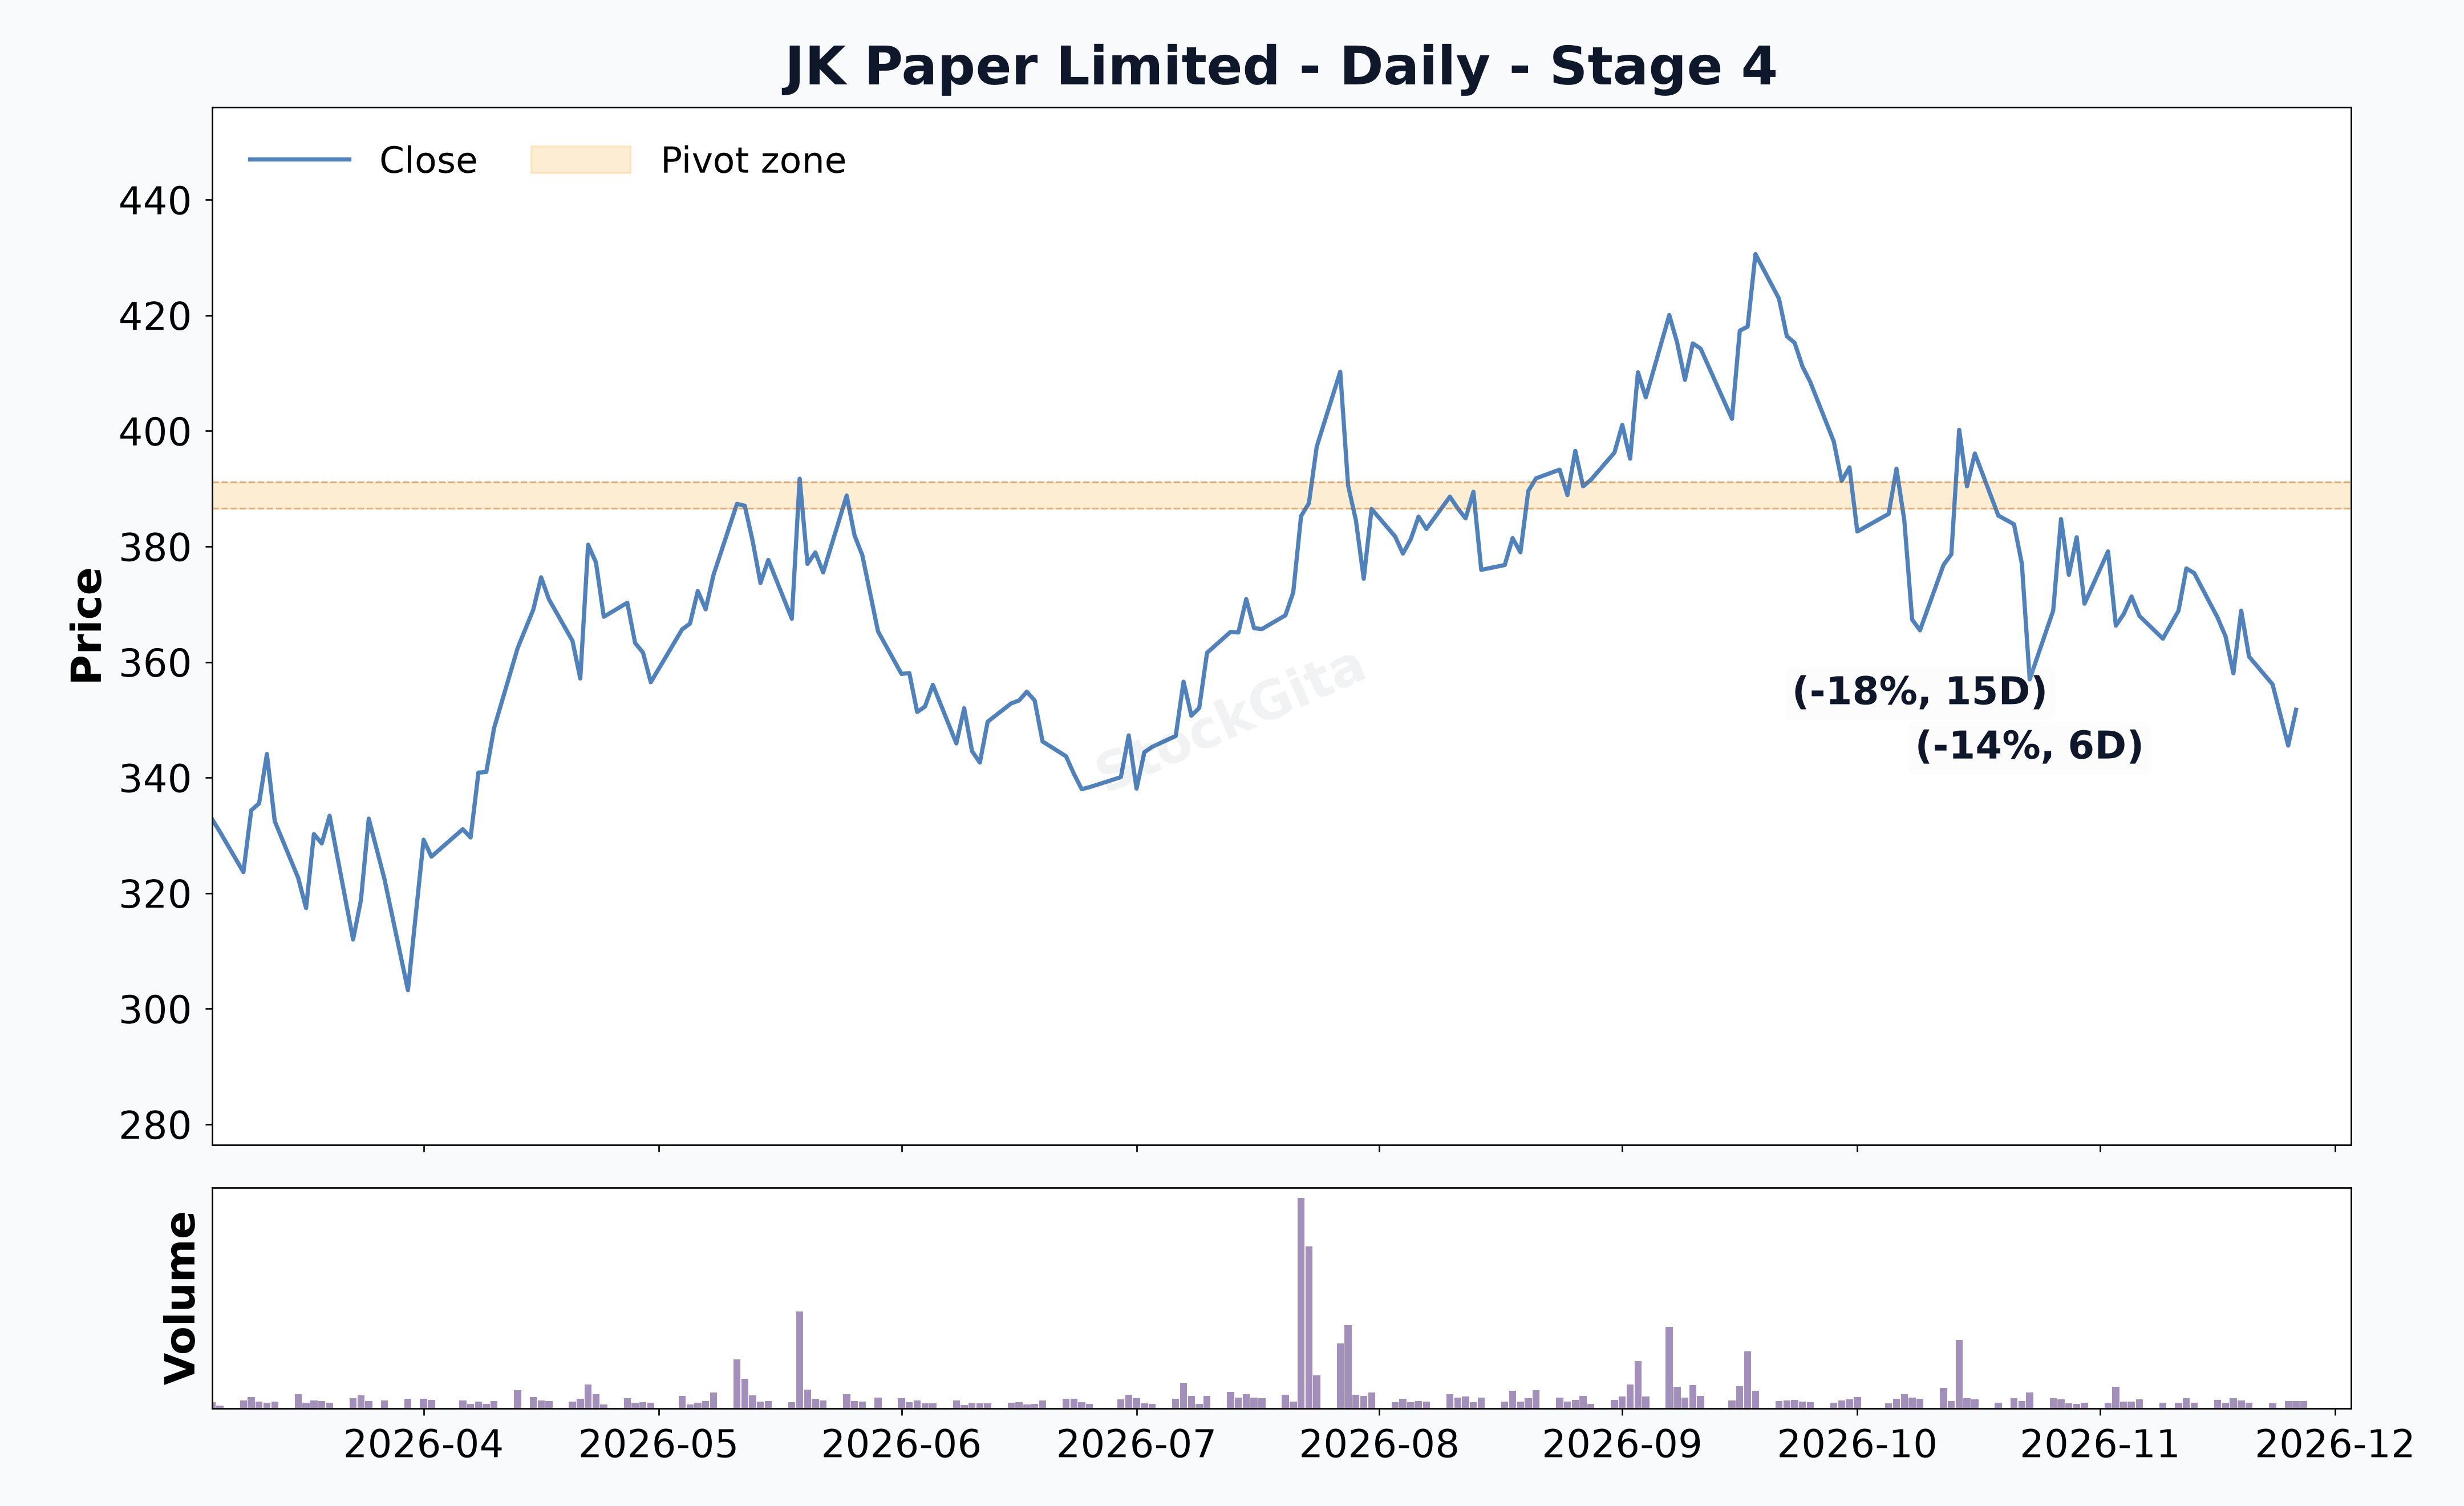 JK Paper Limited - Daily - Stage 4
Close
Pivot zone
440
420
400
380
360
340
320
300
280
Price
StockGita
(-18%, 15D)
(-14%, 6D)
Volume
2026-04
2026-05
2026-06
2026-07
2026-08
2026-09
2026-10
2026-11
2026-12